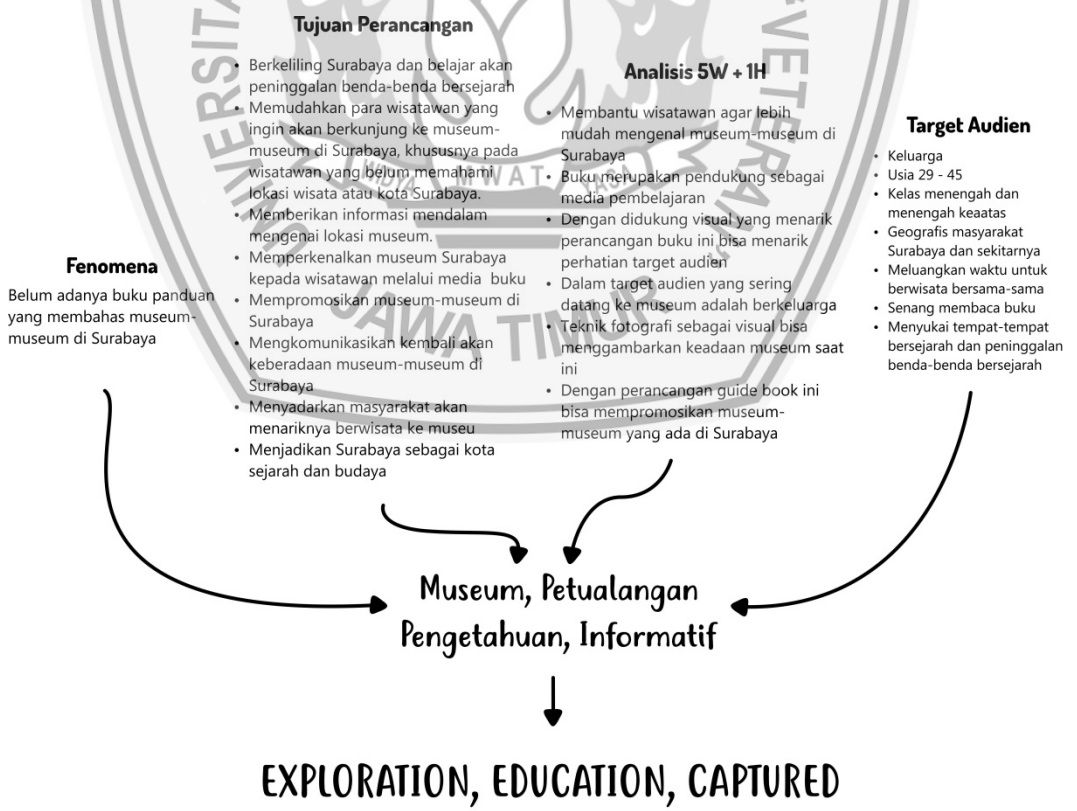 Tujuan Perancangan
• Berkeliling Surabaya dan belajar akan
peninggalan benda-benda bersejarah
• Memudahkan para wisatawan yang
ingin akan berkunjung ke museum-
museum di Surabaya, khususnya pada
wisatawan yang belum memahami
lokasi wisata atau kota Surabaya.
• Memberikan informasi mendalam
mengenai lokasi museum.
• Memperkenalkan museum Surabaya
kepada wisatawan melalui media buku
• Mempromosikan museum-museum di
Surabaya
• Mengkomunikasikan kembali akan
keberadaan museum-museum di
Surabaya
• Menyadarkan masyarakat akan
menariknya berwisata ke museu
• Menjadikan Surabaya sebagai kota
sejarah dan budaya
Analisis 5W + 1H
• Membantu wisatawan agar lebih
mudah mengenal museum-museum di
Surabaya
• Buku merupakan pendukung sebagai
media pembelajaran
• Dengan didukung visual yang menarik
perancangan buku ini bisa menarik
perhatian target audien
• Dalam target audien yang sering
datang ke museum adalah berkeluarga
• Teknik fotografi sebagai visual bisa
menggambarkan keadaan museum saat
ini
• Dengan perancangan guide book ini
bisa mempromosikan museum-
museum yang ada di Surabaya
Target Audien
• Keluarga
• Usia 29 - 45
• Kelas menengah dan
menengah keaatas
• Geografis masyarakat
Surabaya dan sekitarnya
• Meluangkan waktu untuk
berwisata bersama-sama
• Senang membaca buku
• Menyukai tempat-tempat
bersejarah dan peninggalan
benda-benda bersejarah
Fenomena
Belum adanya buku panduan
yang membahas museum-
museum di Surabaya
JAWA TIMUR
Museum, Petualangan
Pengetahuan, Informatif
EXPLORATION, EDUCATION, CAPTURED